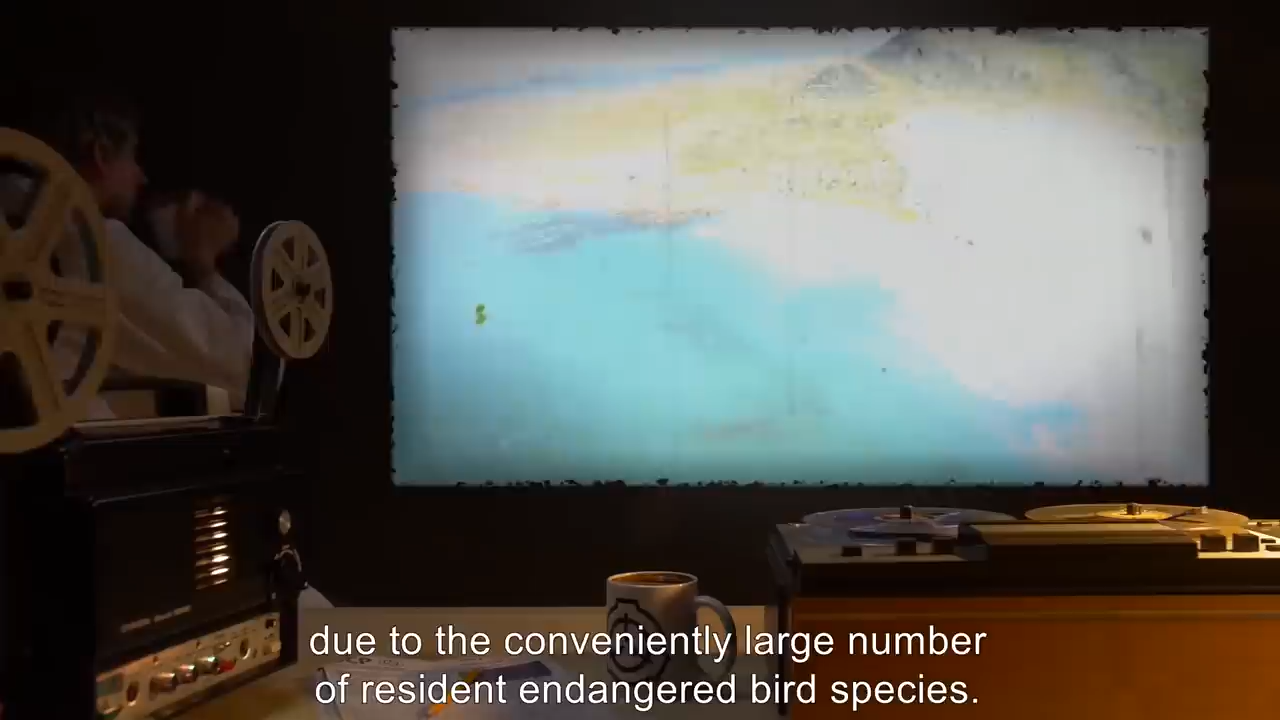 due to the conveniently large number
of resident endangered bird species.